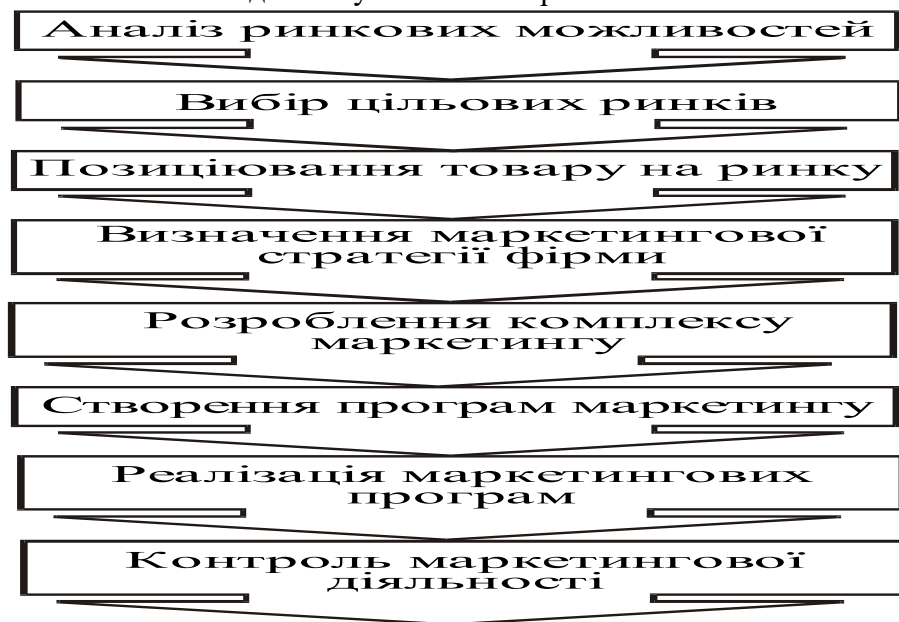 Аналіз ринкових можливостей
Вибір цільових ринків
Позиціювання товару на ринку
Визначення маркетингової
стратегії фірми
Розроблення комплексу
маркетингу
Створення програм маркетингу
Реалізація маркетингових
програм
Контроль маркетингової
діяльності